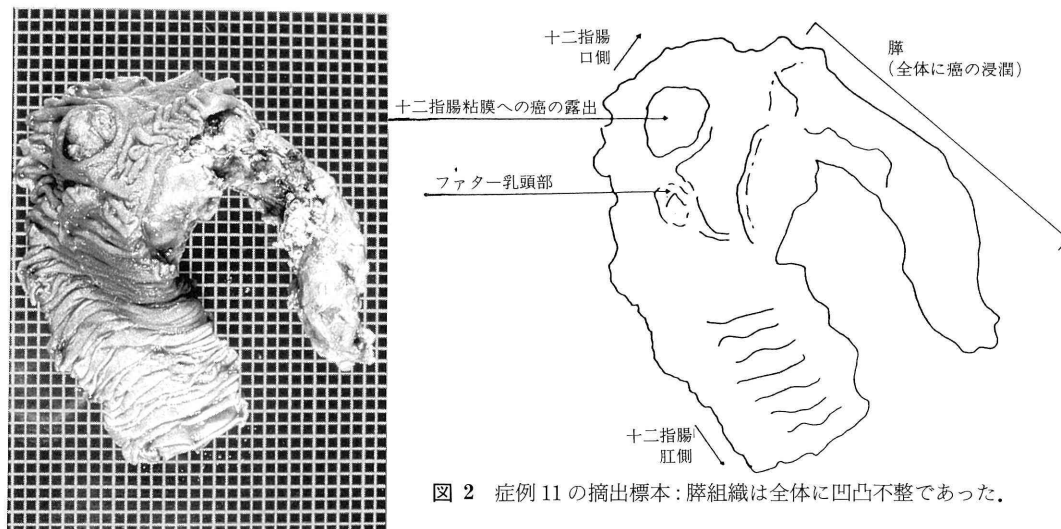 十二指腸
口側
膵
(全体に癌の浸潤)
十二指腸粘膜への癌の露出
ファター乳頭部
十二指腸
肛側
図 2 症例 11 の摘出標本:膵組織は全体に凹凸不整であった.